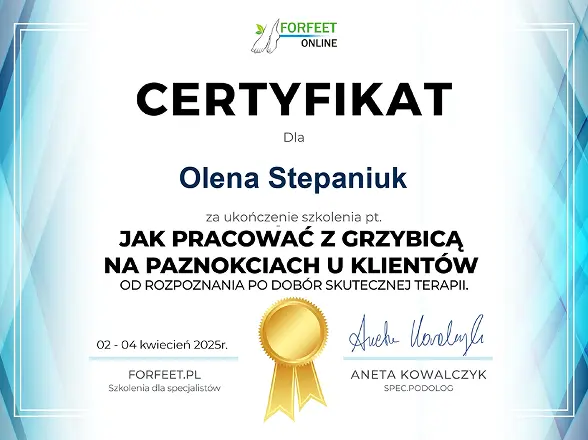 FORFEET
ONLINE
CERTYFIKAT
Dla
Olena Stepaniuk
za ukończenie szkolenia pt.
JAK PRACOWAĆ Z GRZYBICĄ
NA PAZNOKCIACH U KLIENTÓW
OD ROZPOZNANIA PO DOBÓR SKUTECZNEJ TERAPII.
02 - 04 kwiecień 2025r.
FORFEET.PL
Szkolenia dla specjalistów
Aneta Kowalczyk
ANETA KOWALCZYK
SPEC.PODOLOG